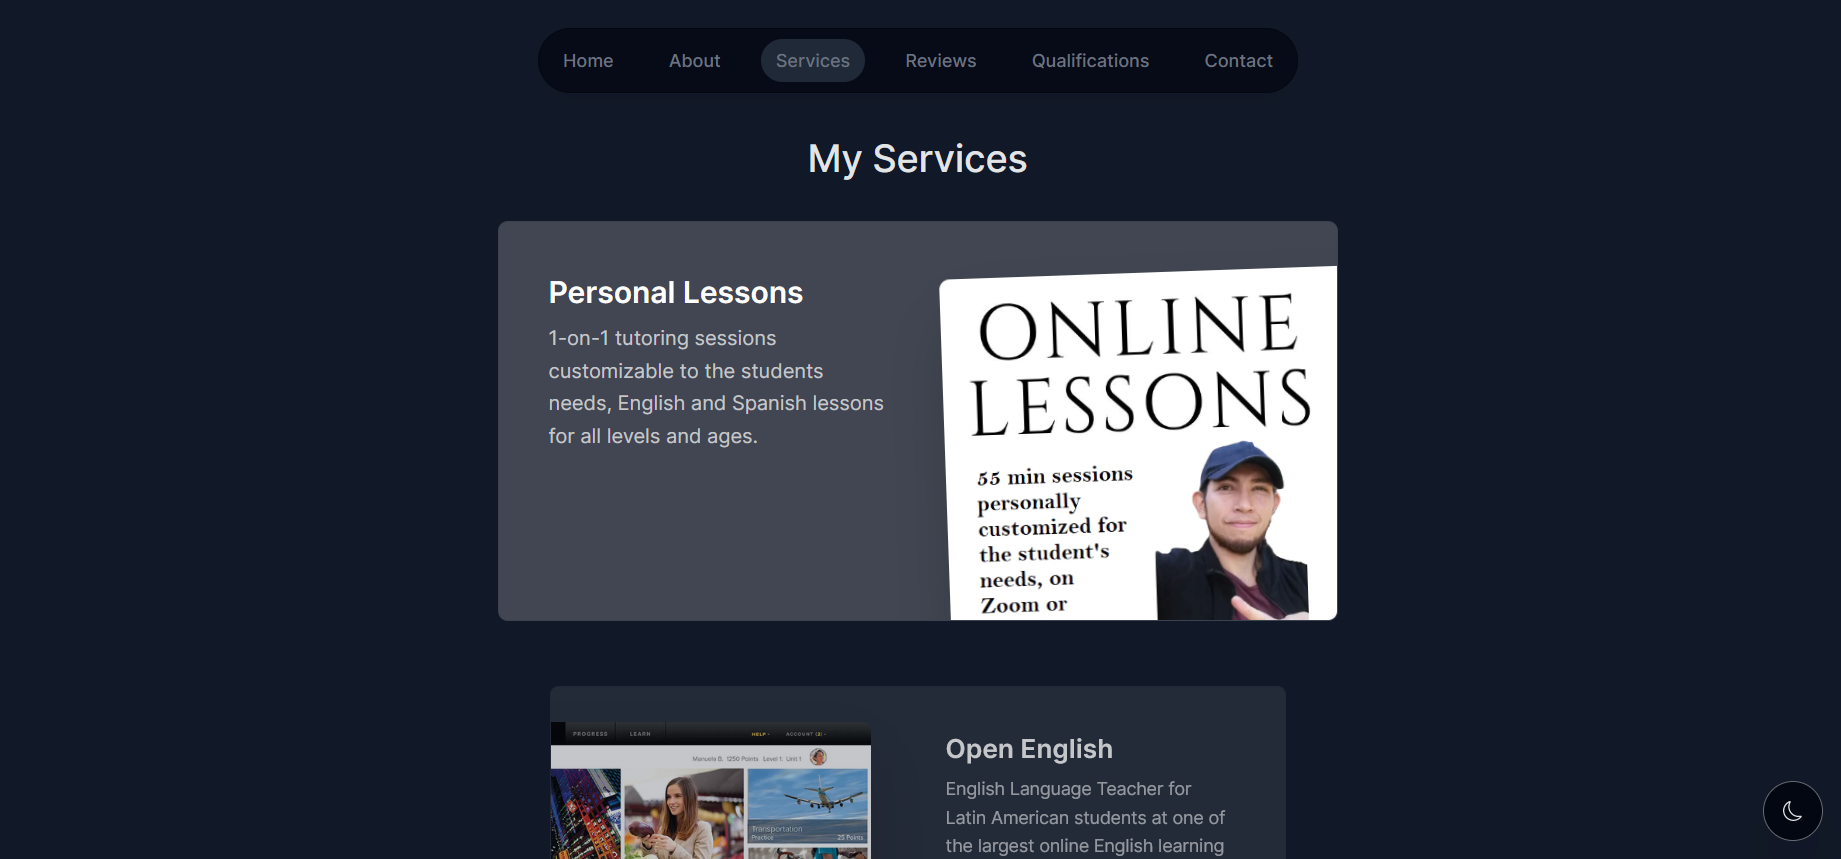 Home About Services Reviews Qualifications Contact
My Services
Personal Lessons
1-on-1 tutoring sessions
customizable to the students
needs, English and Spanish lessons
for all levels and ages.
ONLINE
LESSONS
55 min sessions
personally
customized for
the student's
needs, on
Zoom or
PROGRESS LEARN HELP ACCOUNT (2)
Manuela B. 1250 Points Level 1: Unit 1
Transportation
Practice 25 Points
Open English
English Language Teacher for
Latin American students at one of
the largest online English learning